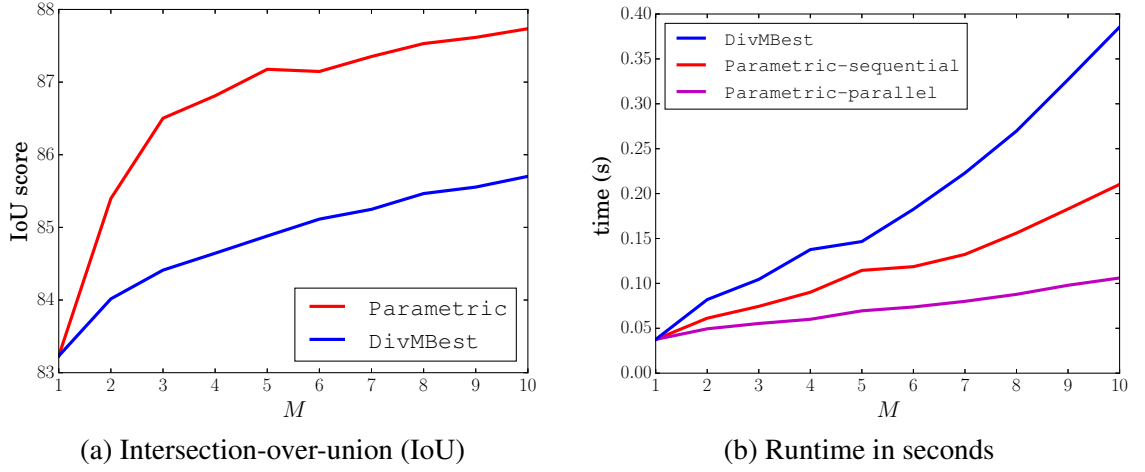 88
87
86
85
84
83
IoU score
Parametric
DivMBest
1 2 3 4 5 6 7 8 9 10
M
(a) Intersection-over-union (IoU)
0.40
0.35
0.30
0.25
0.20
0.15
0.10
0.05
0.00
time (s)
DivMBest
Parametric-sequential
Parametric-parallel
1 2 3 4 5 6 7 8 9 10
M
(b) Runtime in seconds